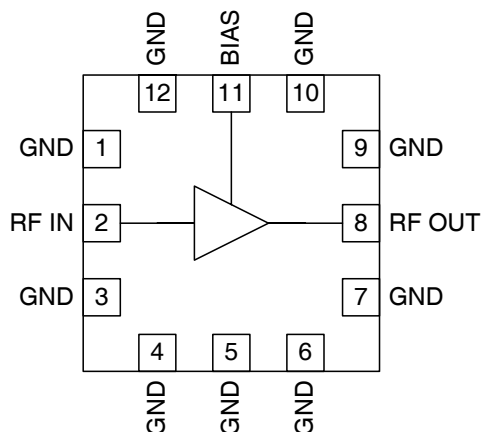 GND
BIAS
GND
12
11
10
GND 1
9 GND
RF IN 2
8 RF OUT
GND 3
7 GND
4
5
6
GND
GND
GND